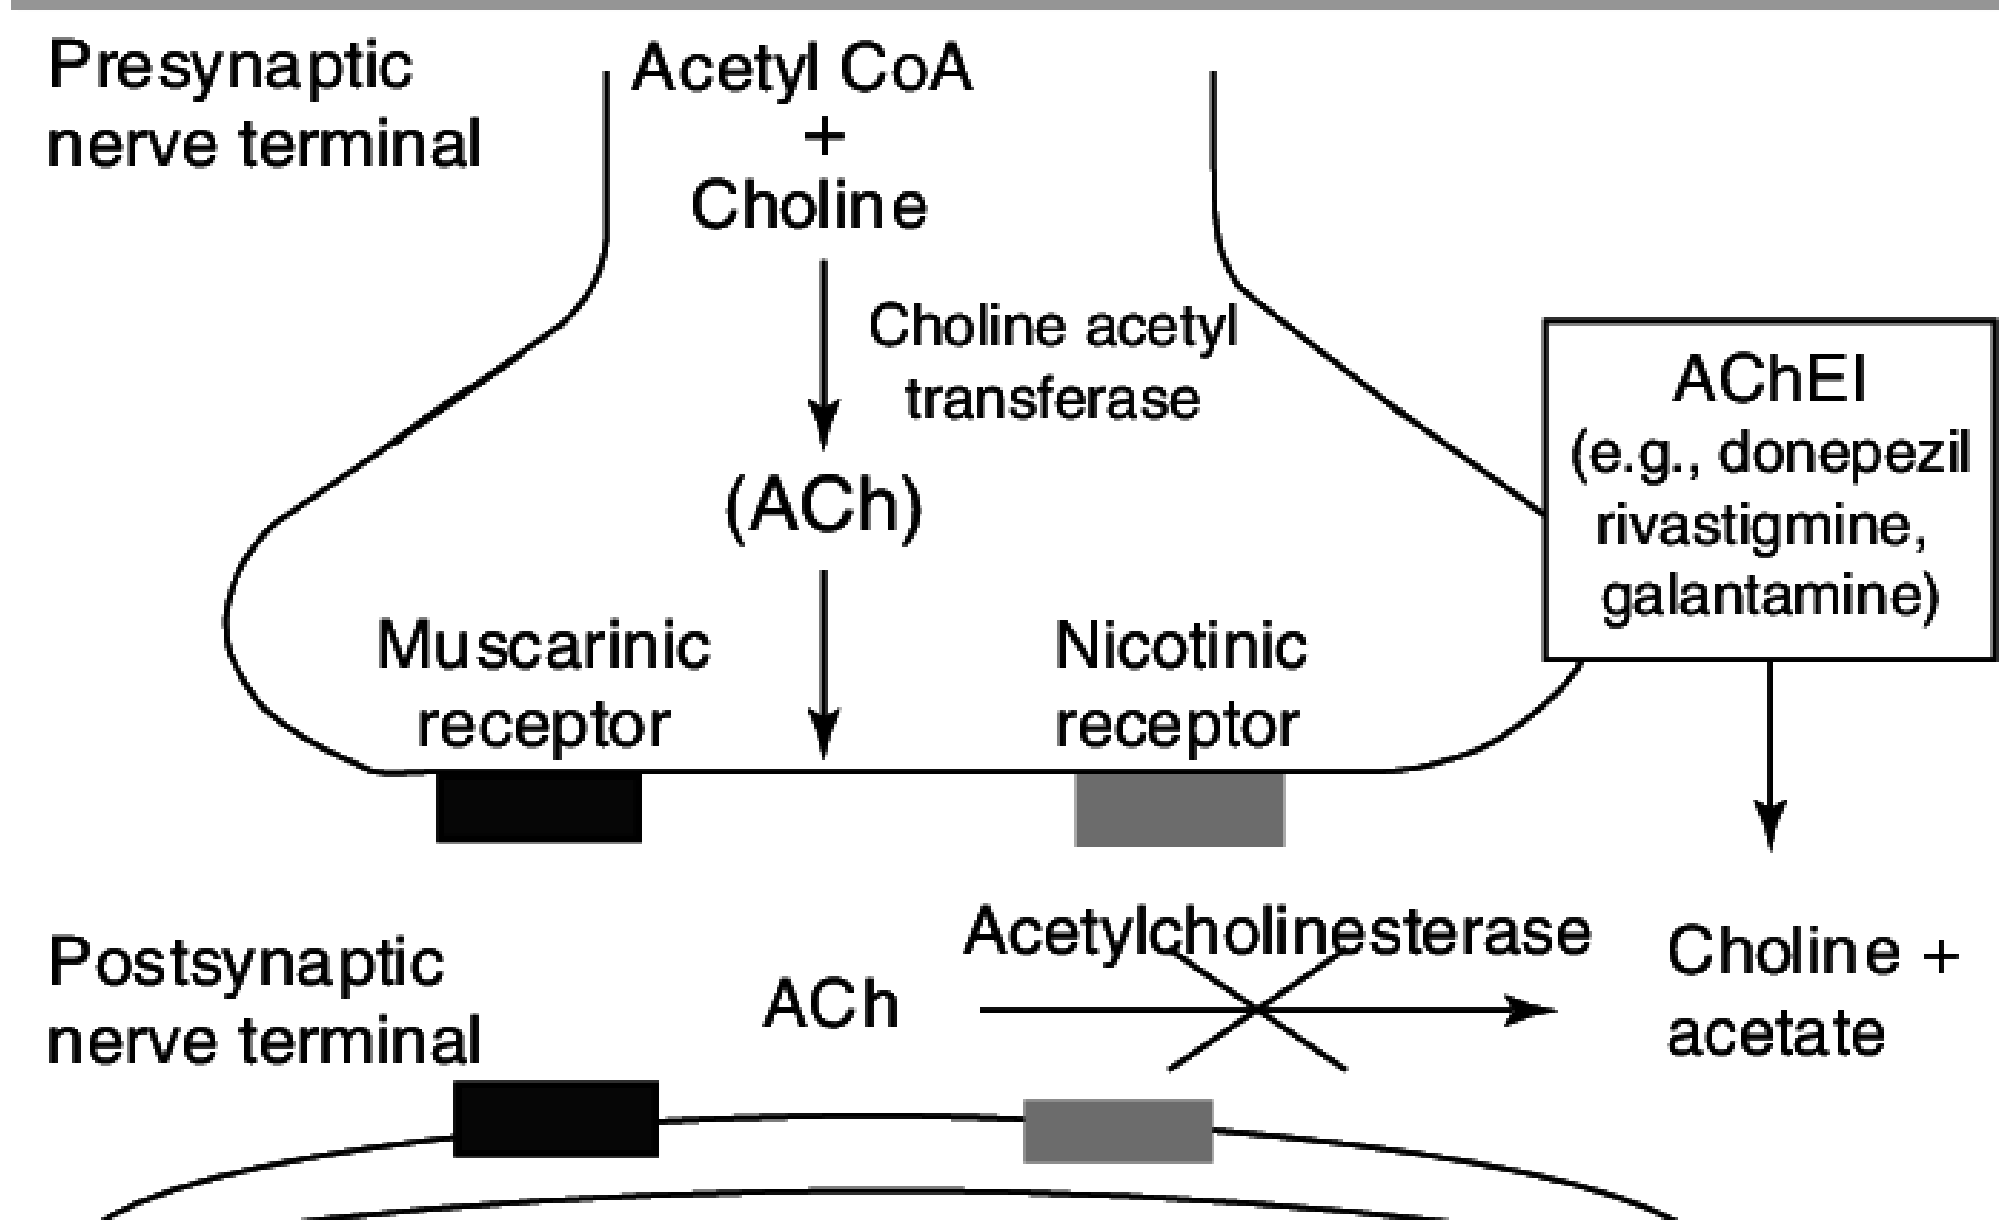 Presynaptic
nerve terminal
Acetyl CoA
+
Choline
Choline acetyl
transferase
(ACh)
Muscarinic
receptor
Nicotinic
receptor
AChEI
(e.g., donepezil
rivastigmine,
galantamine)
Postsynaptic
nerve terminal
ACh
Acetylcholinesterase
Choline +
acetate